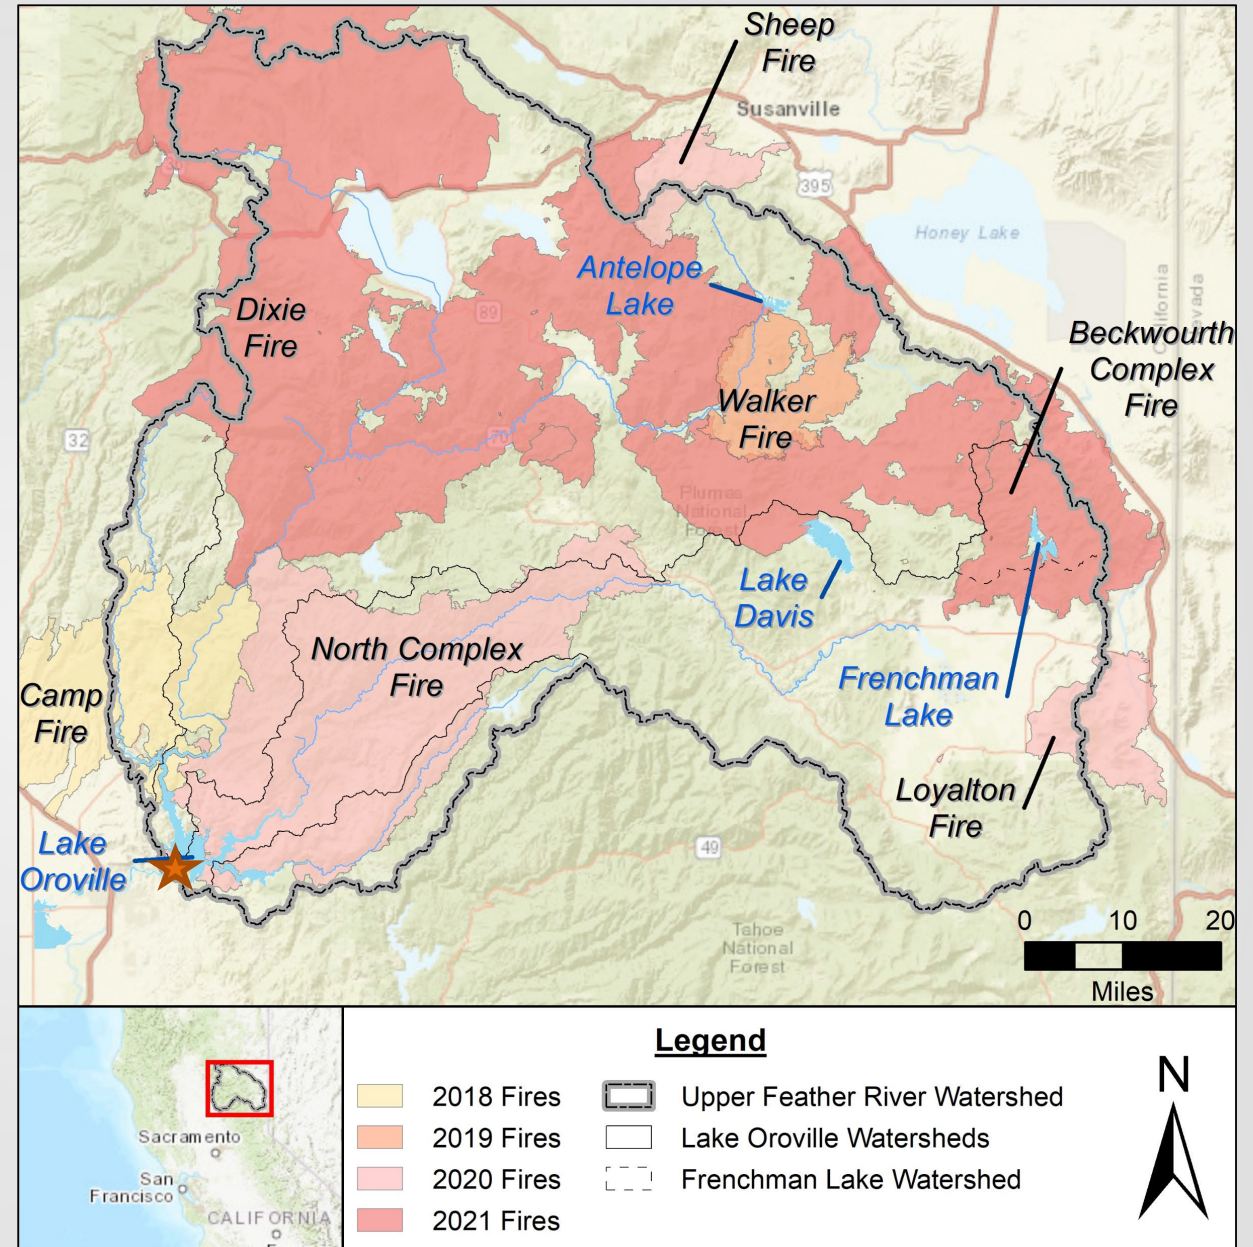 Sheep
Fire
Susanville
395
Honey Lake
Antelope
Lake
California
Dixie
Fire
89
Beckwourth
Complex
Fire
Walker
Fire
32
70
Plumas
National
Forest
Lake
Davis
North Complex
Fire
Frenchman
Lake
Camp
Fire
Loyalton
Fire
Lake
Oroville
49
Tahoe
National
Forest
0 10 20
Miles
Sacramento
San
Francisco
CALIFORNIA
Legend
2018 Fires
2019 Fires
2020 Fires
2021 Fires
Upper Feather River Watershed
Lake Oroville Watersheds
Frenchman Lake Watershed
N